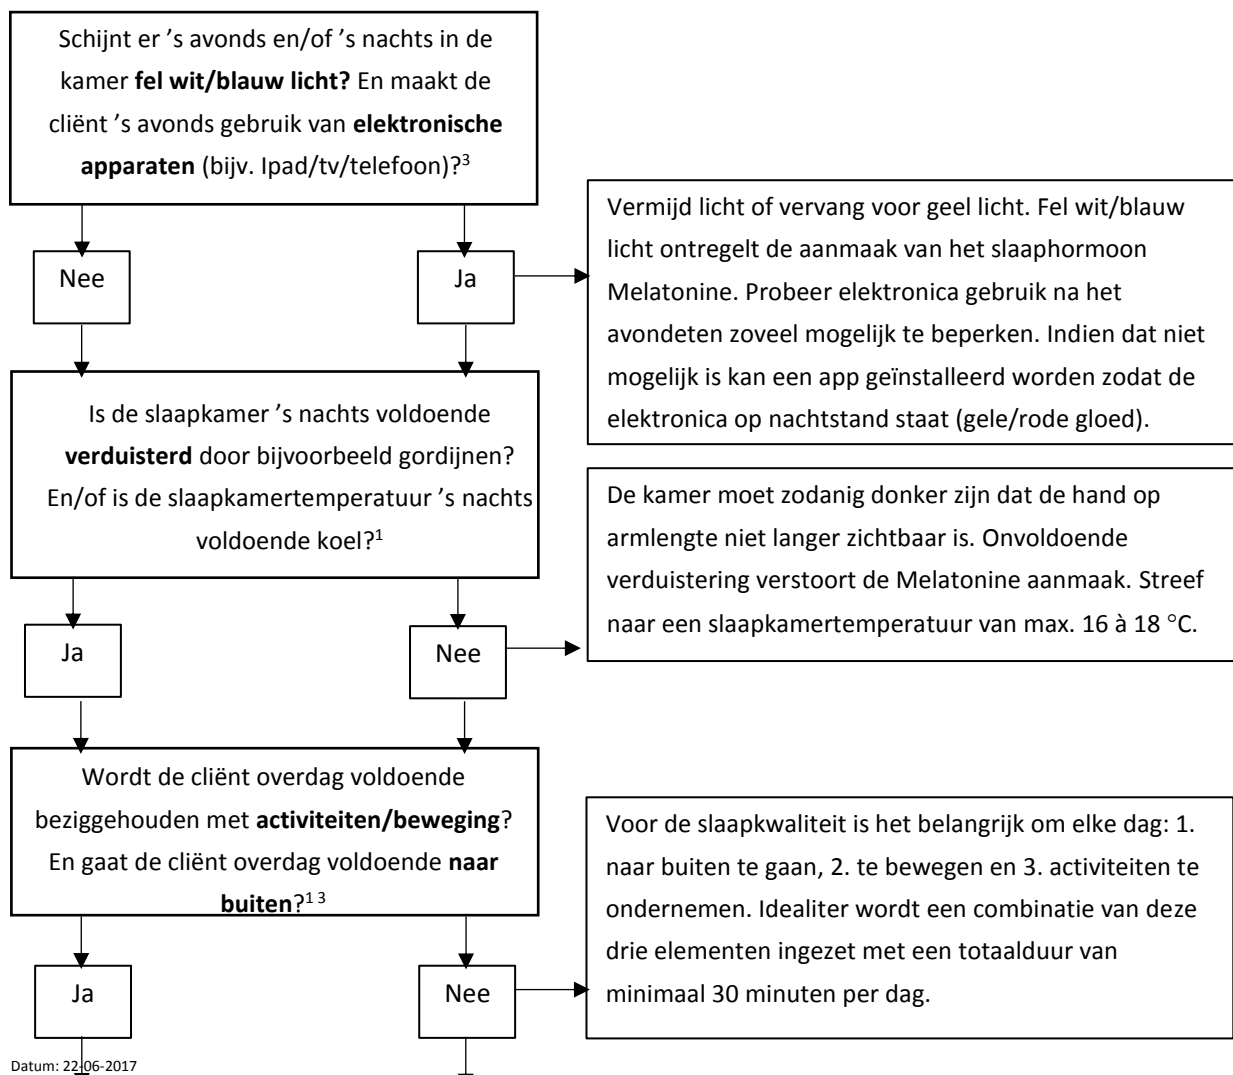 Schijnt er ’s avonds en/of ’s nachts in de
kamer fel wit/blauw licht? En maakt de
cliënt ’s avonds gebruik van elektronische
apparaten (bijv. Ipad/tv/telefoon)?3
Nee
Ja
Vermijd licht of vervang voor geel licht. Fel wit/blauw
licht ontregelt de aanmaak van het slaaphormoon
Melatonine. Probeer elektronica gebruik na het
avondeten zoveel mogelijk te beperken. Indien dat niet
mogelijk is kan een app geïnstalleerd worden zodat de
elektronica op nachtstand staat (gele/rode gloed).
Is de slaapkamer ’s nachts voldoende
verduisterd door bijvoorbeeld gordijnen?
En/of is de slaapkamertemperatuur ’s nachts
voldoende koel?1
Ja
Nee
De kamer moet zodanig donker zijn dat de hand op
armlengte niet langer zichtbaar is. Onvoldoende
verduistering verstoort de Melatonine aanmaak. Streef
naar een slaapkamertemperatuur van max. 16 à 18 °C.
Wordt de cliënt overdag voldoende
beziggehouden met activiteiten/beweging?
En gaat de cliënt overdag voldoende naar
buiten?1 3
Ja
Nee
Voor de slaapkwaliteit is het belangrijk om elke dag: 1.
naar buiten te gaan, 2. te bewegen en 3. activiteiten te
ondernemen. Idealiter wordt een combinatie van deze
drie elementen ingezet met een totaalduur van
minimaal 30 minuten per dag.
Datum: 22-06-2017